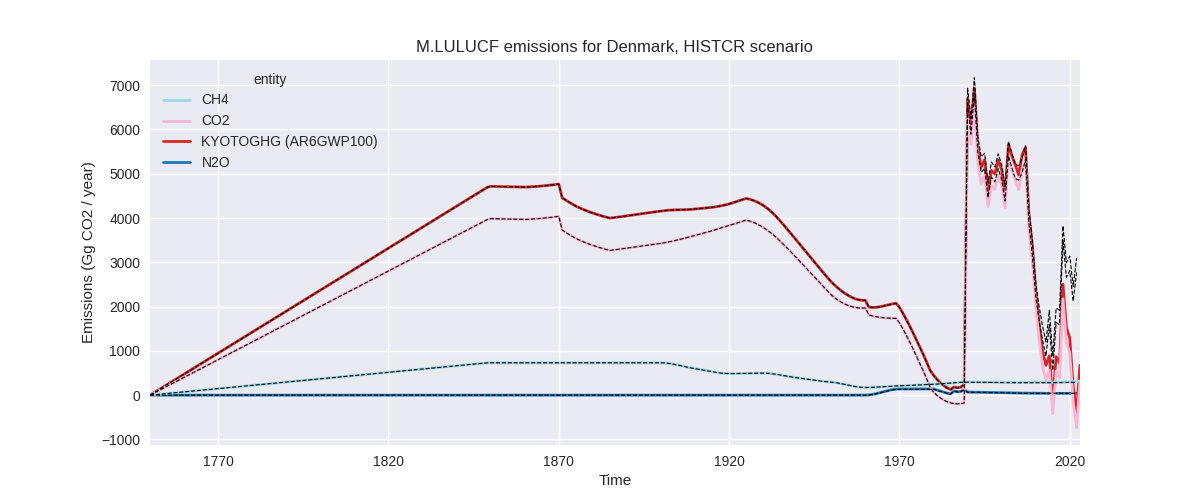 M.LULUCF emissions for Denmark, HISTCR scenario
Emissions (Gg CO2 / year)
7000
6000
5000
4000
3000
2000
1000
0
−1000
entity
CH4
CO2
KYOTOGHG (AR6GWP100)
N2O
1770 1820 1870 1920 1970 2020
Time